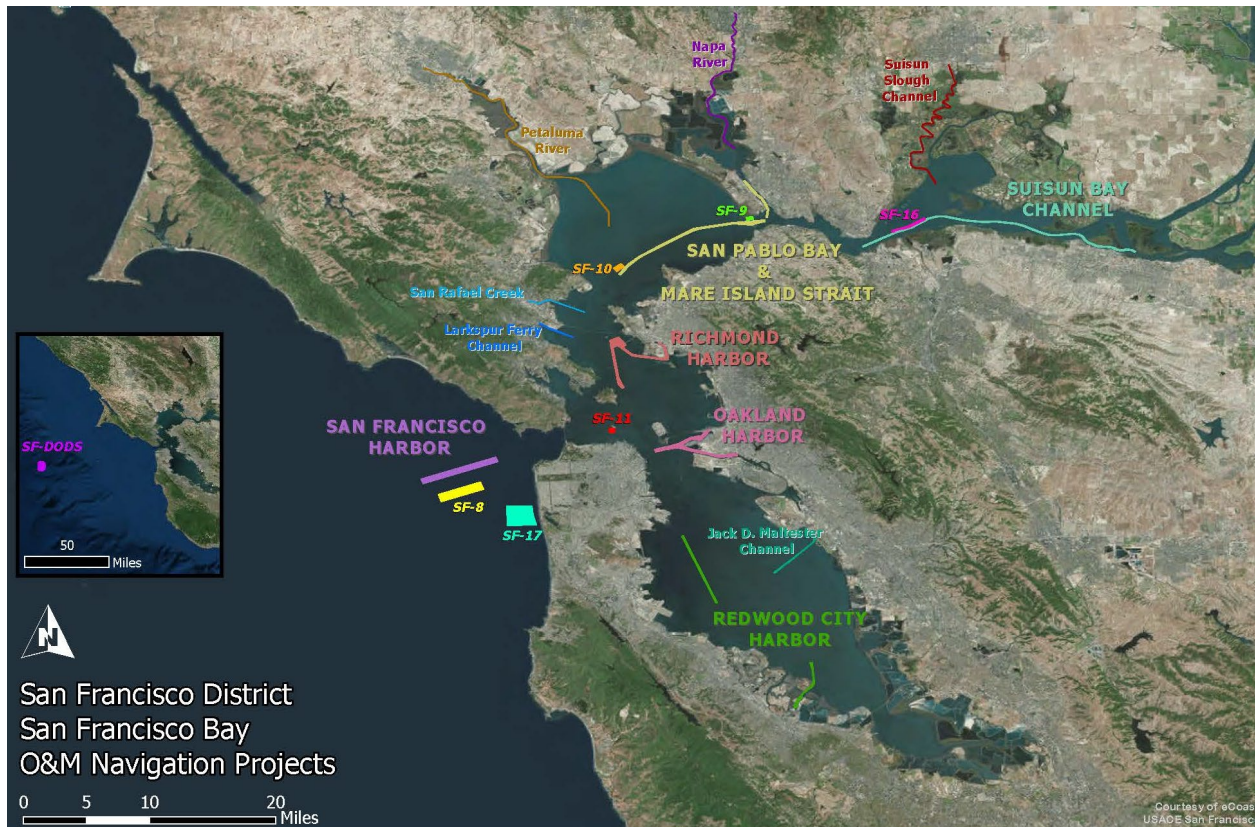 Napa
River
Suisun
Slough
Channel
Petaluma
River
SUISUN BAY
CHANNEL
SF-9
SF-16
SAN PABLO BAY
&
MARE ISLAND STRAIT
SF-10
San Rafael Creek
Larkspur Ferry
Channel
RICHMOND
HARBOR
SF-11
OAKLAND
HARBOR
SAN FRANCISCO
HARBOR
SF-8
SF-17
SF-DODS
50
Miles
Jack D. Maltester
Channel
REDWOOD CITY
HARBOR
N
San Francisco District
San Francisco Bay
O&M Navigation Projects
0 5 10 20
Miles
Courtesy of eCoas
USACE San Francisc